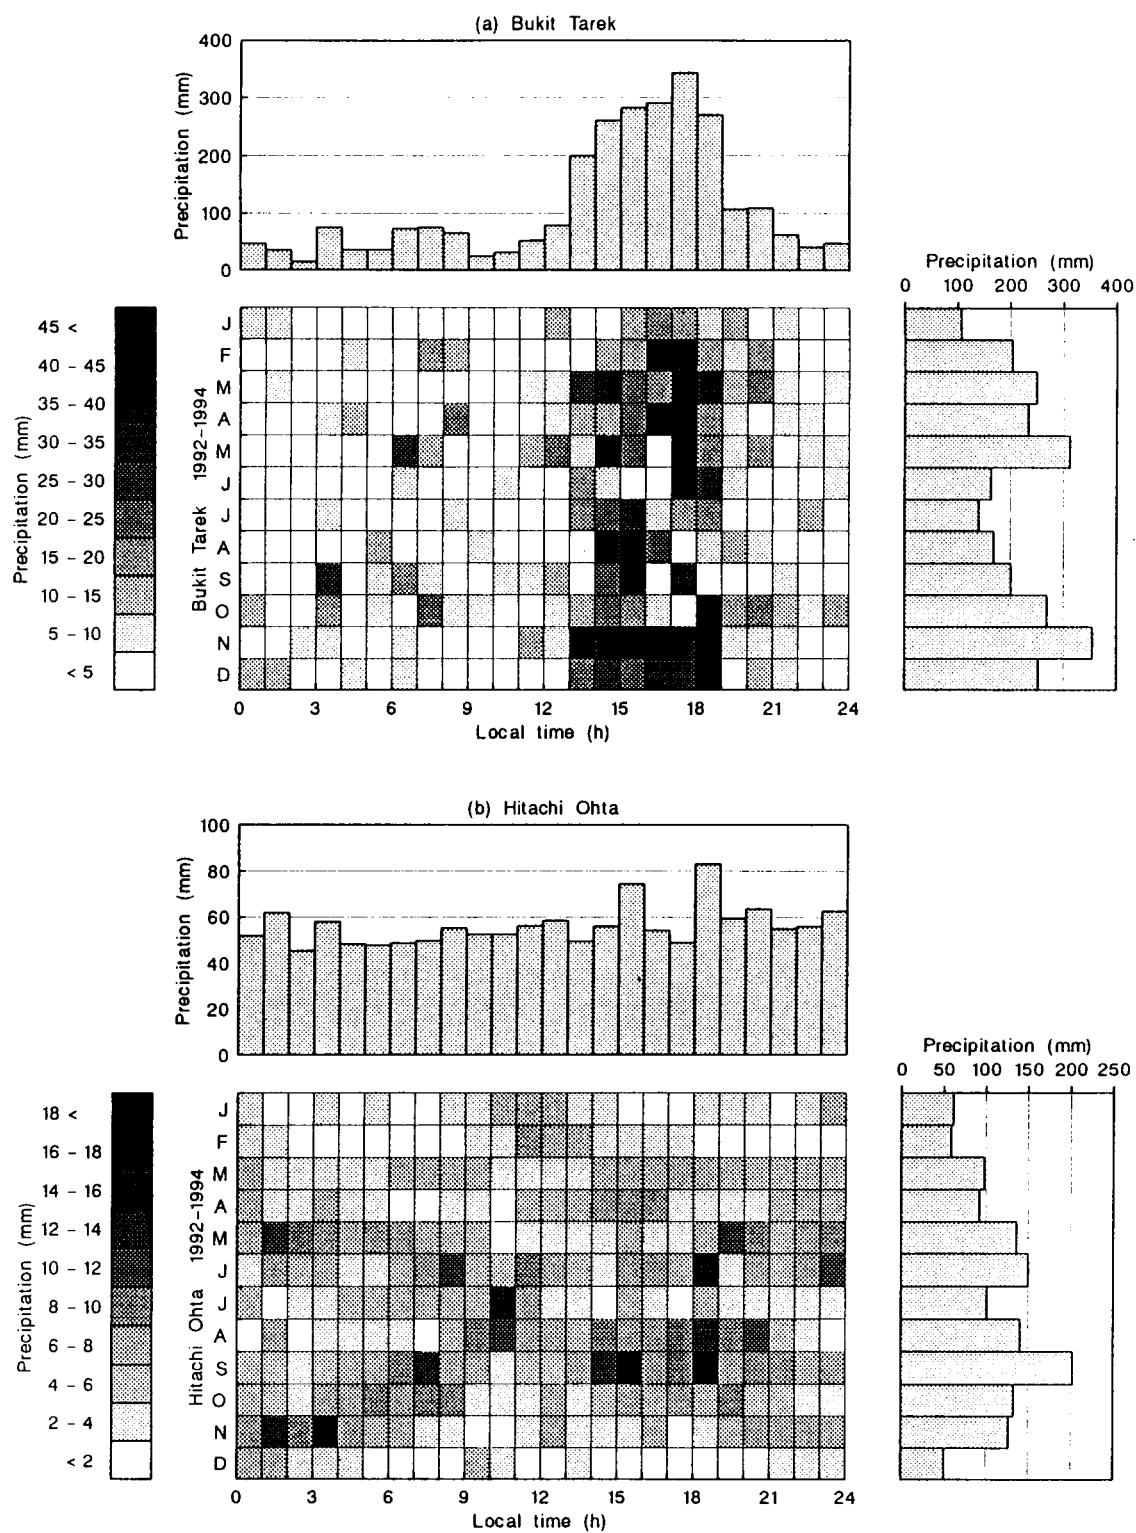 (a) Bukit Tarek
400
300
200
100
0
Precipitation (mm)
Precipitation (mm)
0 100 200 300 400
45 <
40 - 45
35 - 40
30 - 35
25 - 30
20 - 25
15 - 20
10 - 15
5 - 10
< 5
Precipitation (mm)
Bukit Tarek 1992-1994
J
F
M
A
M
J
J
A
S
O
N
D
0 3 6 9 12 15 18 21 24
Local time (h)
(b) Hitachi Ohta
100
80
60
40
20
0
Precipitation (mm)
Precipitation (mm)
0 50 100 150 200 250
18 <
16 - 18
14 - 16
12 - 14
10 - 12
8 - 10
6 - 8
4 - 6
2 - 4
< 2
Precipitation (mm)
Hitachi Ohta 1992-1994
J
F
M
A
M
J
J
A
S
O
N
D
0 3 6 9 12 15 18 21 24
Local time (h)